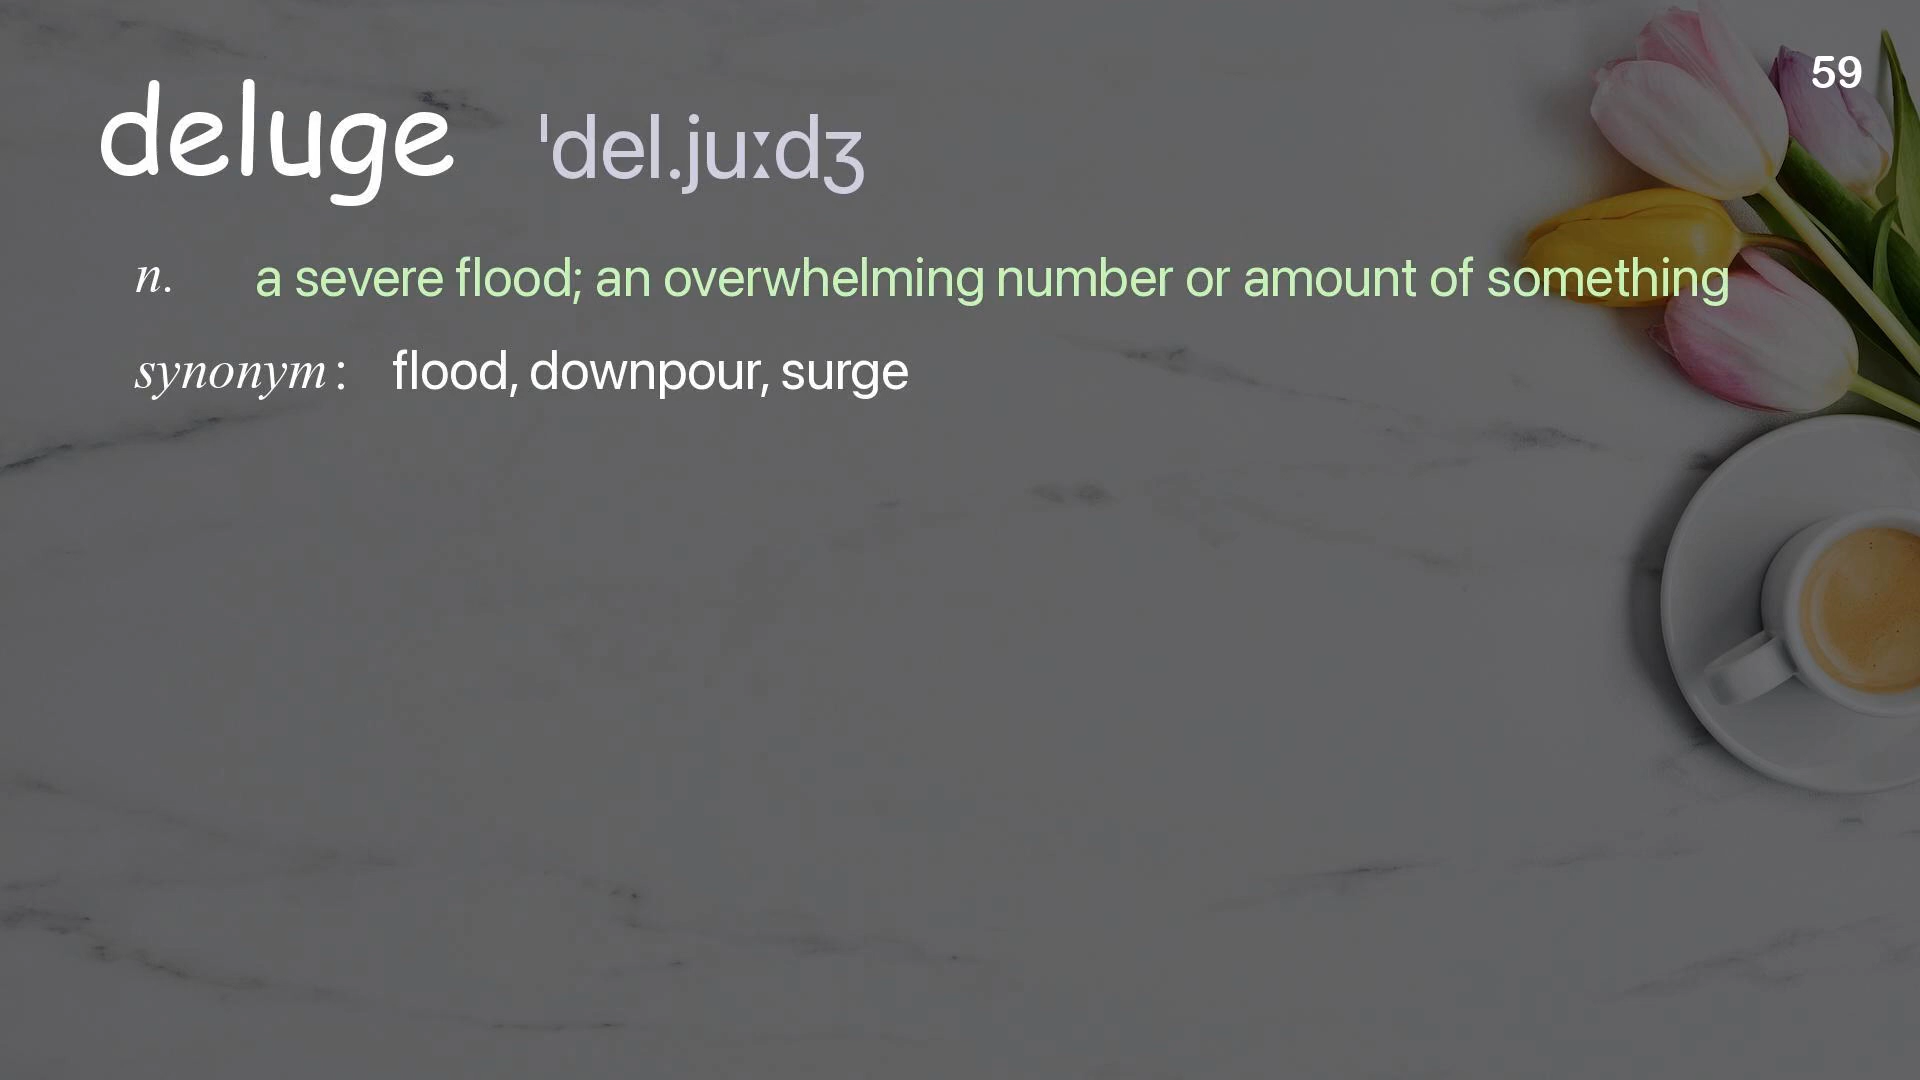 59
deluge ˈdel.juːdʒ
n. a severe flood; an overwhelming number or amount of something
synonym : flood, downpour, surge